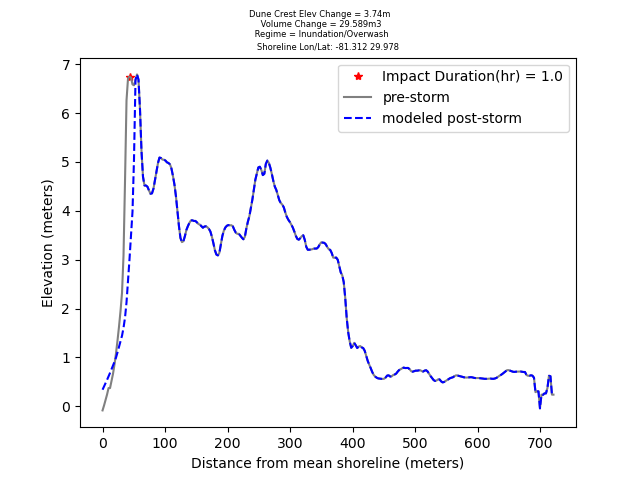 Dune Crest Elev Change = 3.74m
Volume Change = 29.589m3
Regime = Inundation/Overwash
Shoreline Lon/Lat: -81.312 29.978
Impact Duration(hr) = 1.0
pre-storm
modeled post-storm
7
6
5
4
3
2
1
0
Elevation (meters)
0 100 200 300 400 500 600 700
Distance from mean shoreline (meters)